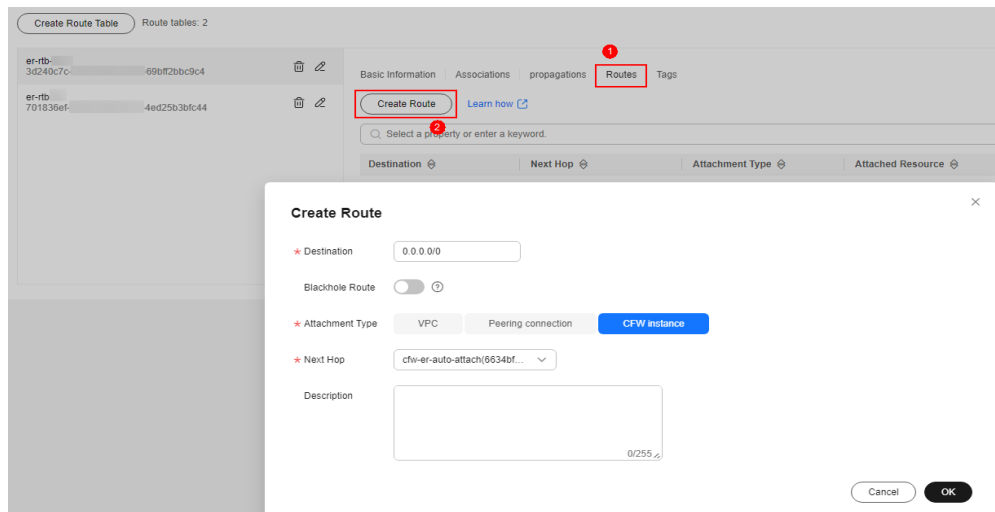 Create Route Table Route tables: 2
er-rtb-
3d240c7c- -69bff2bbc9c4
er-rtb
701836ef- -4ed25b3bfc44
1
Basic Information Associations propagations Routes Tags
Create Route Learn how
2
Select a property or enter a keyword.
Destination Next Hop Attachment Type Attached Resource
Create Route
* Destination 0.0.0.0/0
Blackhole Route ?
* Attachment Type VPC Peering connection CFW instance
* Next Hop cfw-er-auto-attach(6634bf...
Description
0/255
Cancel OK